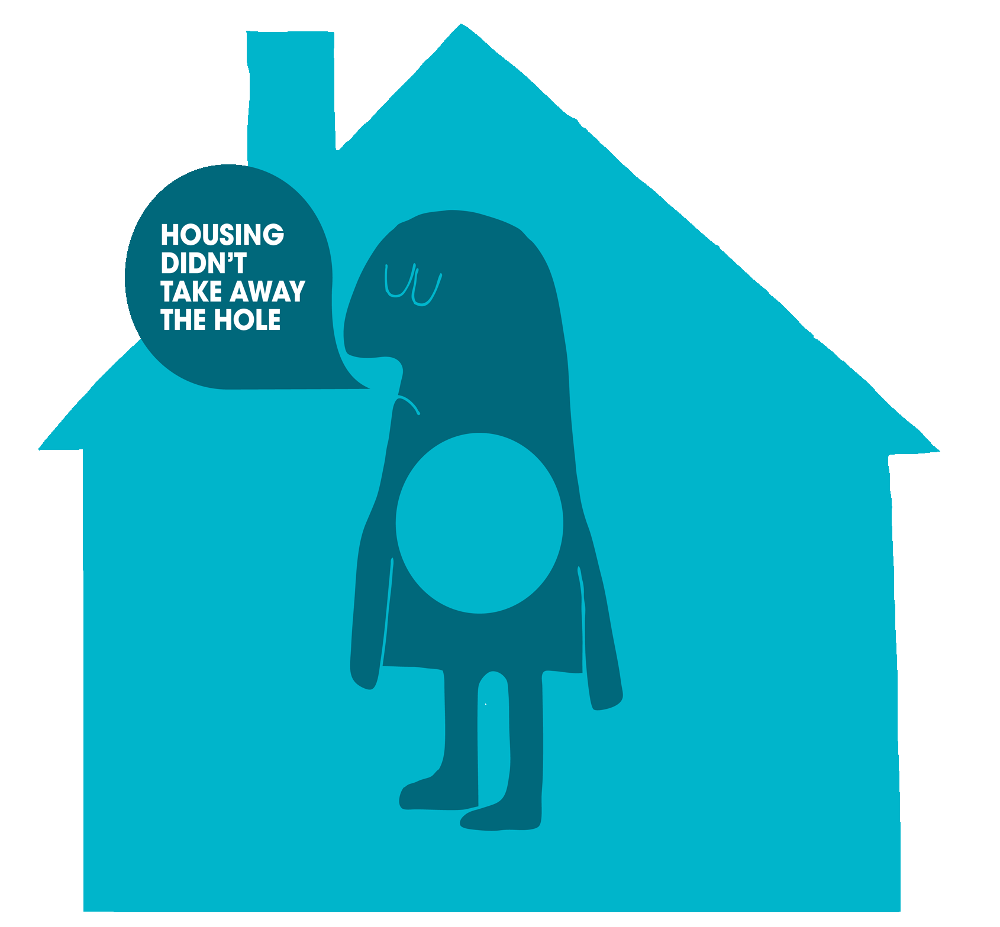 HOUSING
DIDN’T
TAKE AWAY
THE HOLE